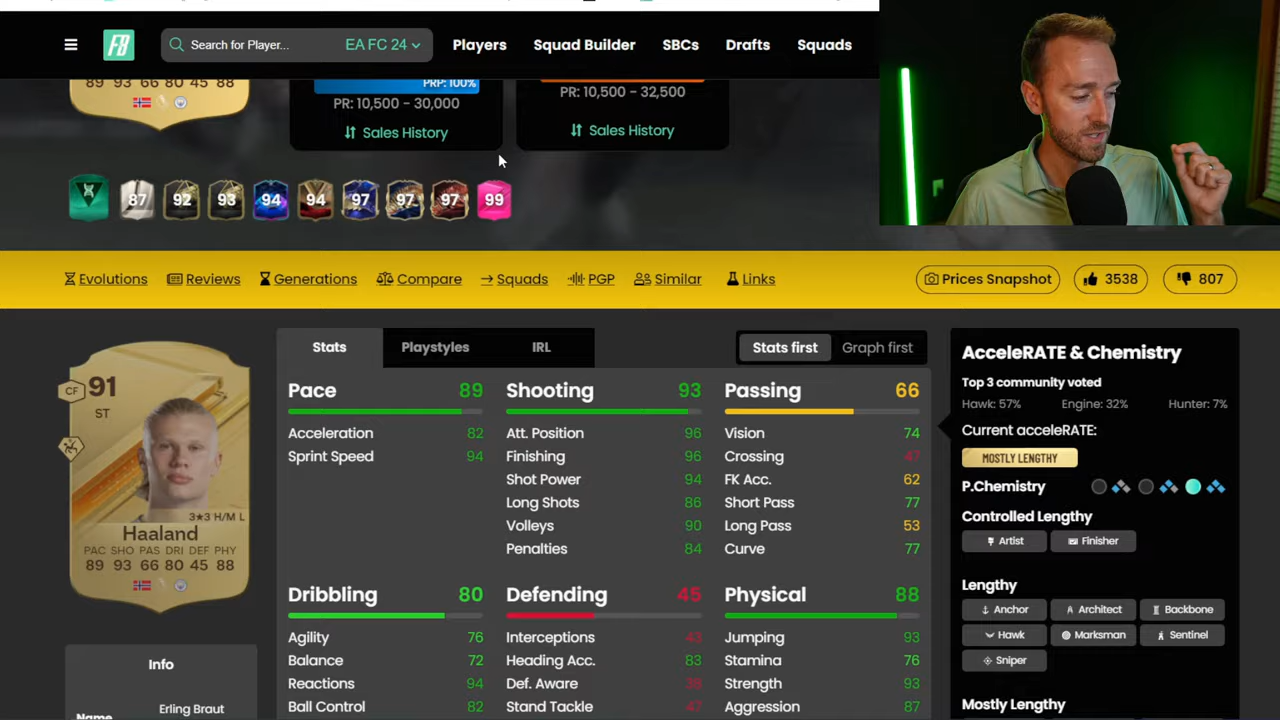 FB
Search for Player...
EA FC 24
Players
Squad Builder
SBCs
Drafts
Squads
89 93 66 80 45 88
PRP: 100%
PR: 10,500 - 30,000
Sales History
PR: 10,500 - 32,500
Sales History
87 92 93 94 94 97 97 97 99
Evolutions
Reviews
Generations
Compare
Squads
PGP
Similar
Links
Prices Snapshot
3538
807
CF
91
ST
3★3 H/M L
Haaland
PAC SHO PAS DRI DEF PHY
89 93 66 80 45 88
Info
Name
Erling Braut
Stats
Playstyles
IRL
Stats first
Graph first
Pace 89
Acceleration 82
Sprint Speed 94
Shooting 93
Att. Position 96
Finishing 96
Shot Power 94
Long Shots 86
Volleys 90
Penalties 84
Passing 66
Vision 74
Crossing 47
FK Acc. 62
Short Pass 77
Long Pass 53
Curve 77
Dribbling 80
Agility 76
Balance 72
Reactions 94
Ball Control 82
Defending 45
Interceptions 43
Heading Acc. 83
Def. Aware 38
Stand Tackle 47
Physical 88
Jumping 93
Stamina 76
Strength 93
Aggression 87
AcceleRATE & Chemistry
Top 3 community voted
Hawk: 57%
Engine: 32%
Hunter: 7%
Current acceleRATE:
MOSTLY LENGTHY
P.Chemistry
Controlled Lengthy
Artist
Finisher
Lengthy
Anchor
Architect
Backbone
Hawk
Marksman
Sentinel
Sniper
Mostly Lengthy